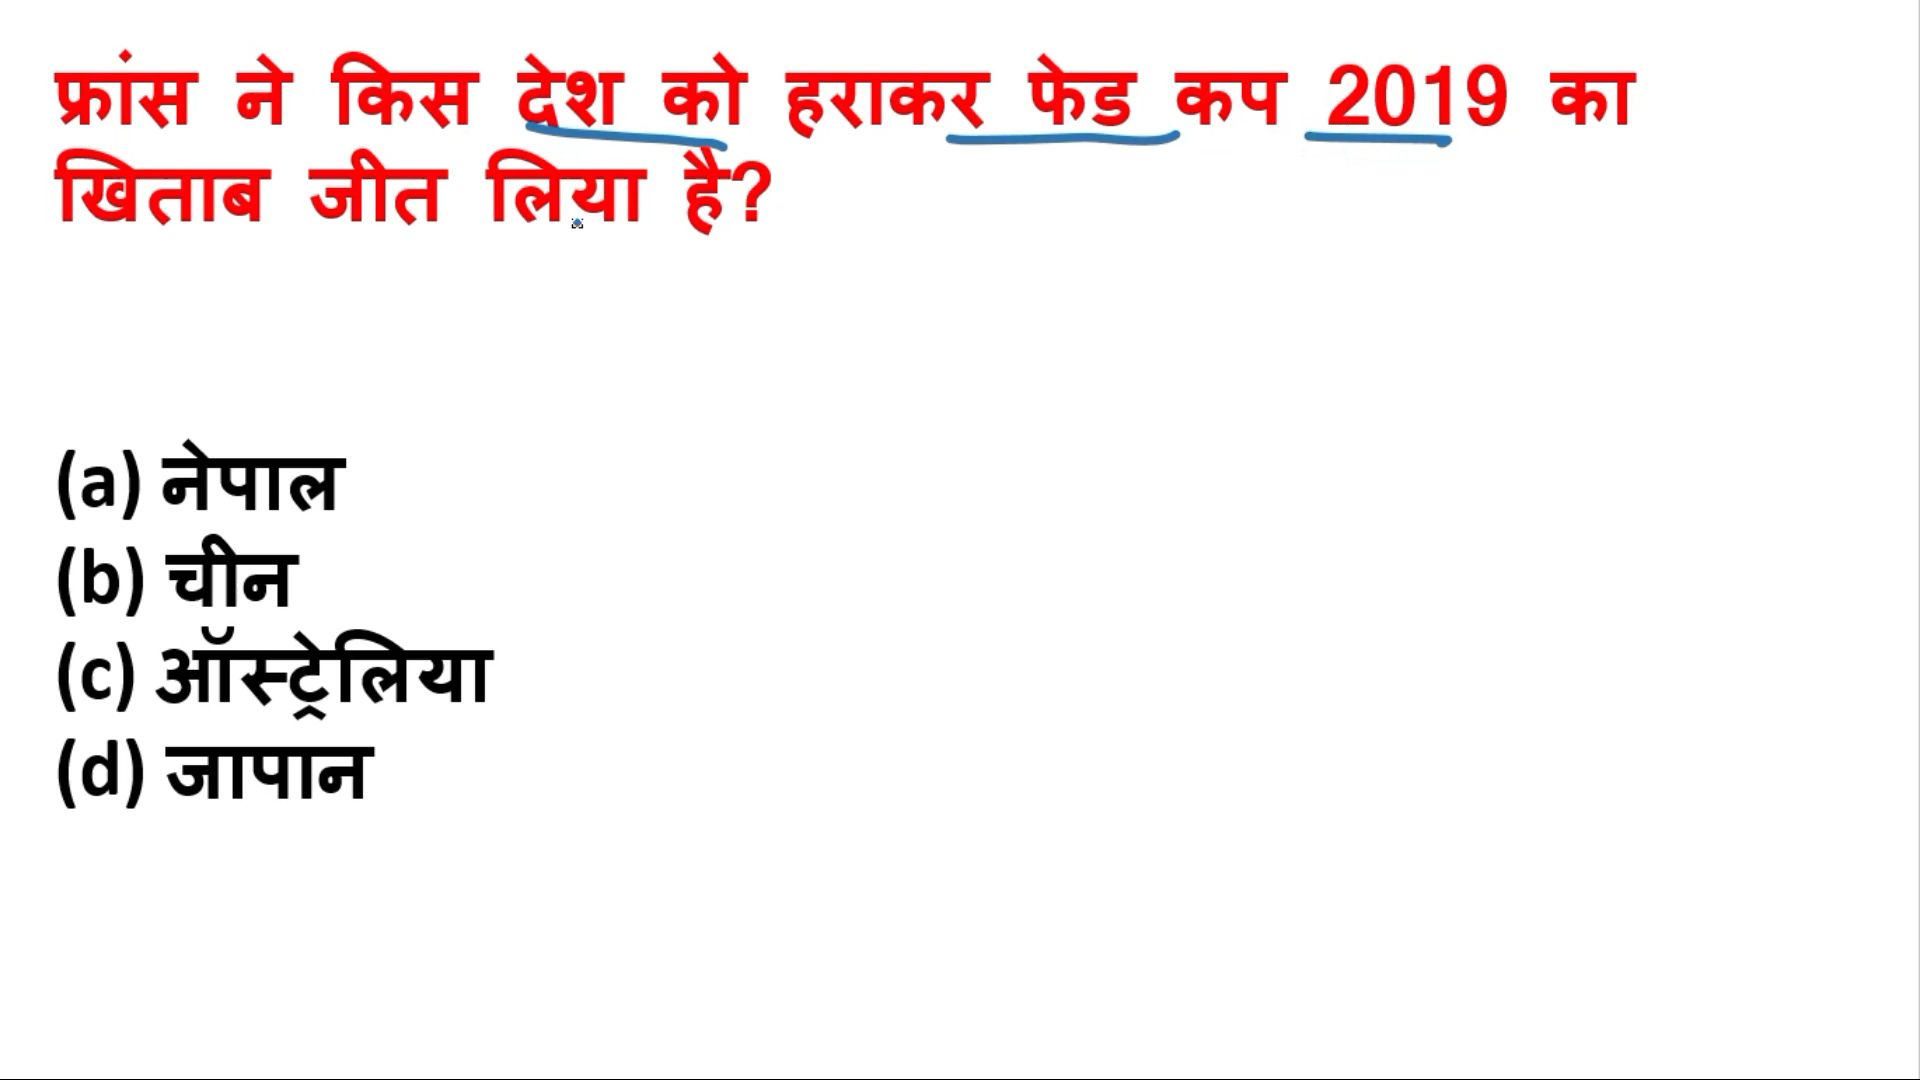 फ्रांस ने किस देश को हराकर फेड कप 2019 का
खिताब जीत लिया है?
(a) नेपाल
(b) चीन
(c) ऑस्ट्रेलिया
(d) जापान